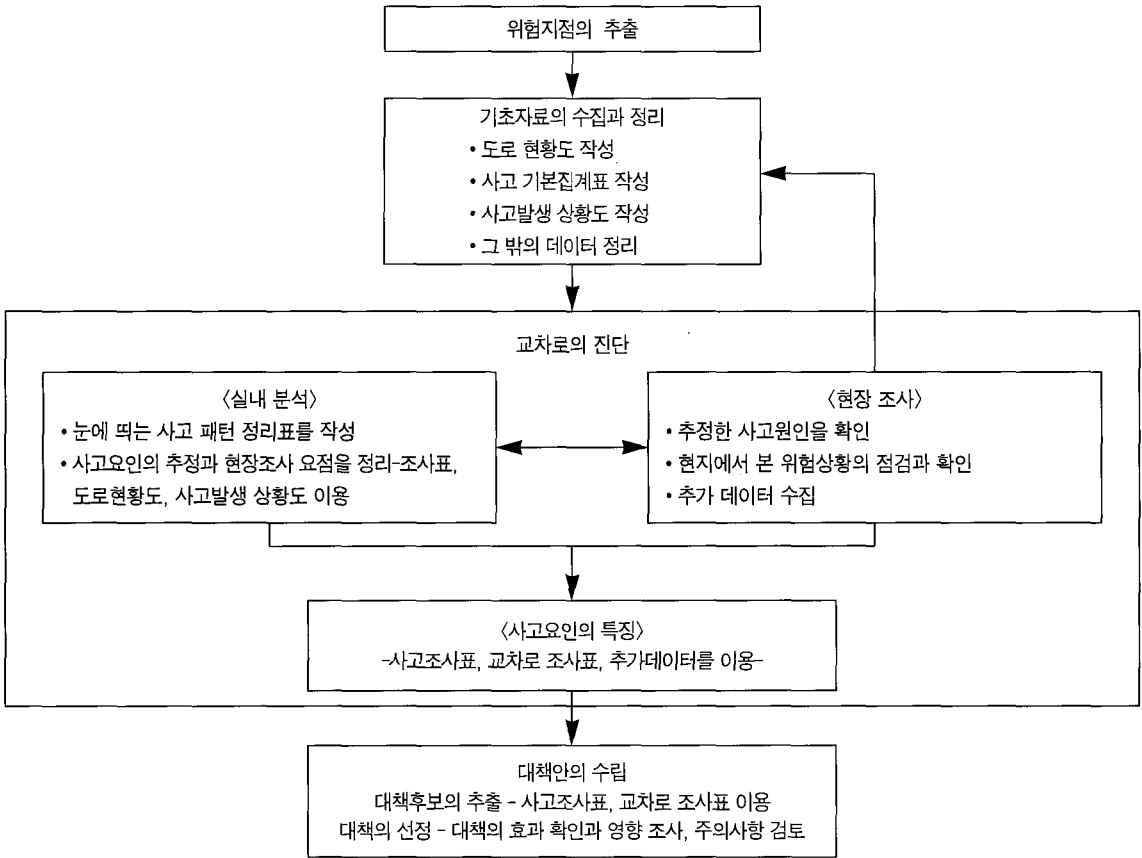 위험지점의 추출
기초자료의 수집과 정리
• 도로 현황도 작성
• 사고 기본집계표 작성
• 사고발생 상황도 작성
• 그 밖의 데이터 정리
교차로의 진단
〈실내 분석〉
• 눈에 띄는 사고 패턴 정리표를 작성
• 사고요인의 추정과 현장조사 요점을 정리-조사표,
도로현황도, 사고발생 상황도 이용
〈현장 조사〉
• 추정한 사고원인을 확인
• 현지에서 본 위험상황의 점검과 확인
• 추가 데이터 수집
〈사고요인의 특징〉
-사고조사표, 교차로 조사표, 추가데이터를 이용-
대책안의 수립
대책후보의 추출 - 사고조사표, 교차로 조사표 이용
대책의 선정 - 대책의 효과 확인과 영향 조사, 주의사항 검토